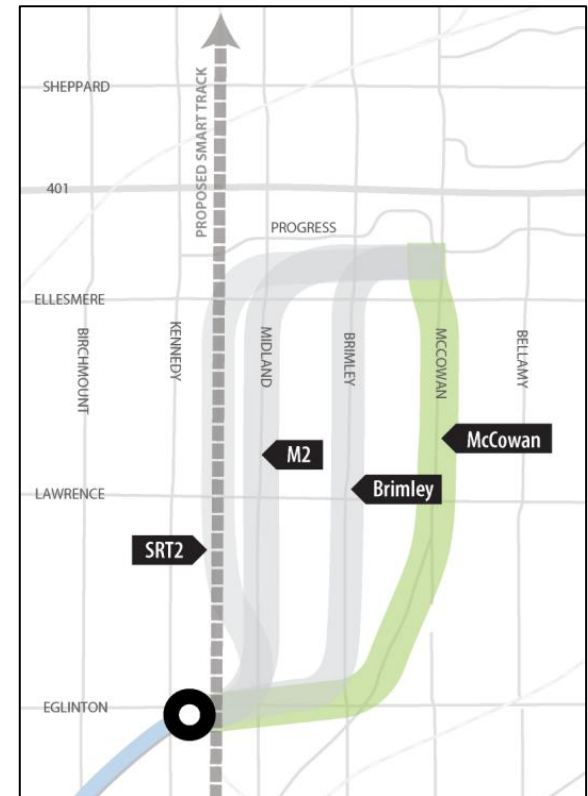 PROPOSED SMART TRACK
SHEPPARD
401
PROGRESS
ELLESMERE
BIRCHMOUNT
KENNEDY
MIDLAND
BRIMLEY
MCCOWAN
BELLAMY
McCowan
M2
Brimley
LAWRENCE
SRT2
EGLINTON